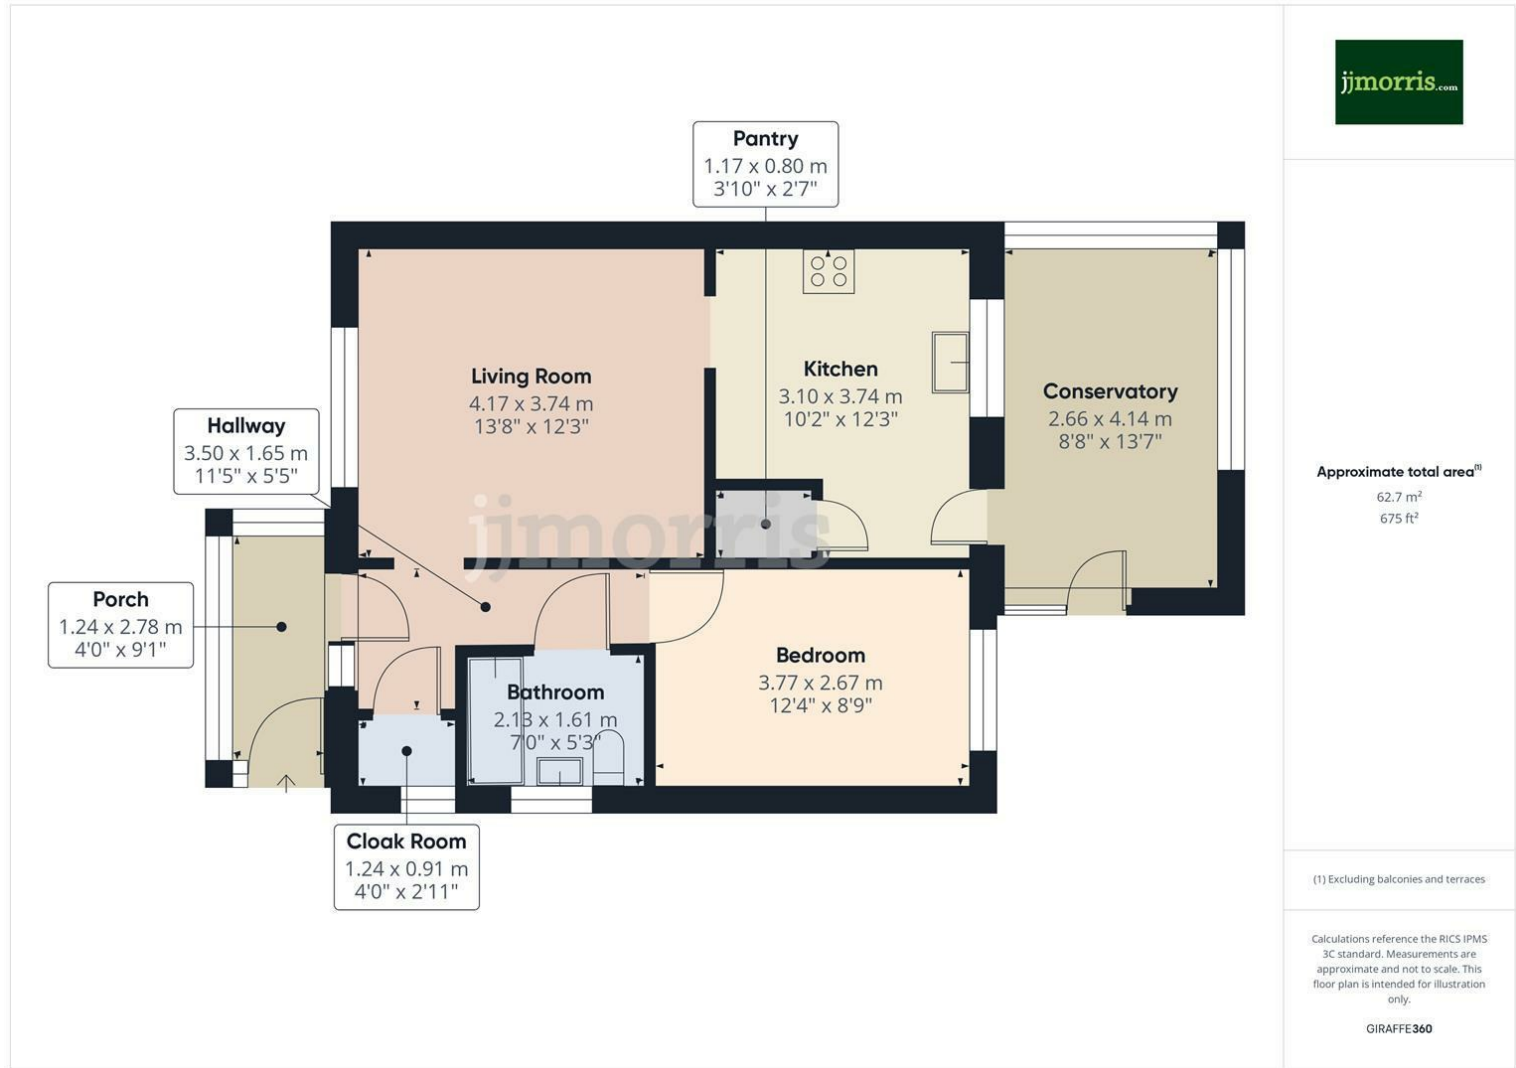 jjmorris.com
Pantry
1.17 x 0.80 m
3'10" x 2'7"
Living Room
4.17 x 3.74 m
13'8" x 12'3"
Kitchen
3.10 x 3.74 m
10'2" x 12'3"
Conservatory
2.66 x 4.14 m
8'8" x 13'7"
Hallway
3.50 x 1.65 m
11'5" x 5'5"
jjmorris
Porch
1.24 x 2.78 m
4'0" x 9'1"
Bedroom
3.77 x 2.67 m
12'4" x 8'9"
Bathroom
2.13 x 1.61 m
7'0" x 5'3"
Cloak Room
1.24 x 0.91 m
4'0" x 2'11"
Approximate total area(1)
62.7 m²
675 ft²
(1) Excluding balconies and terraces
Calculations reference the RICS IPMS
3C standard. Measurements are
approximate and not to scale. This
floor plan is intended for illustration
only.
GIRAFFE360